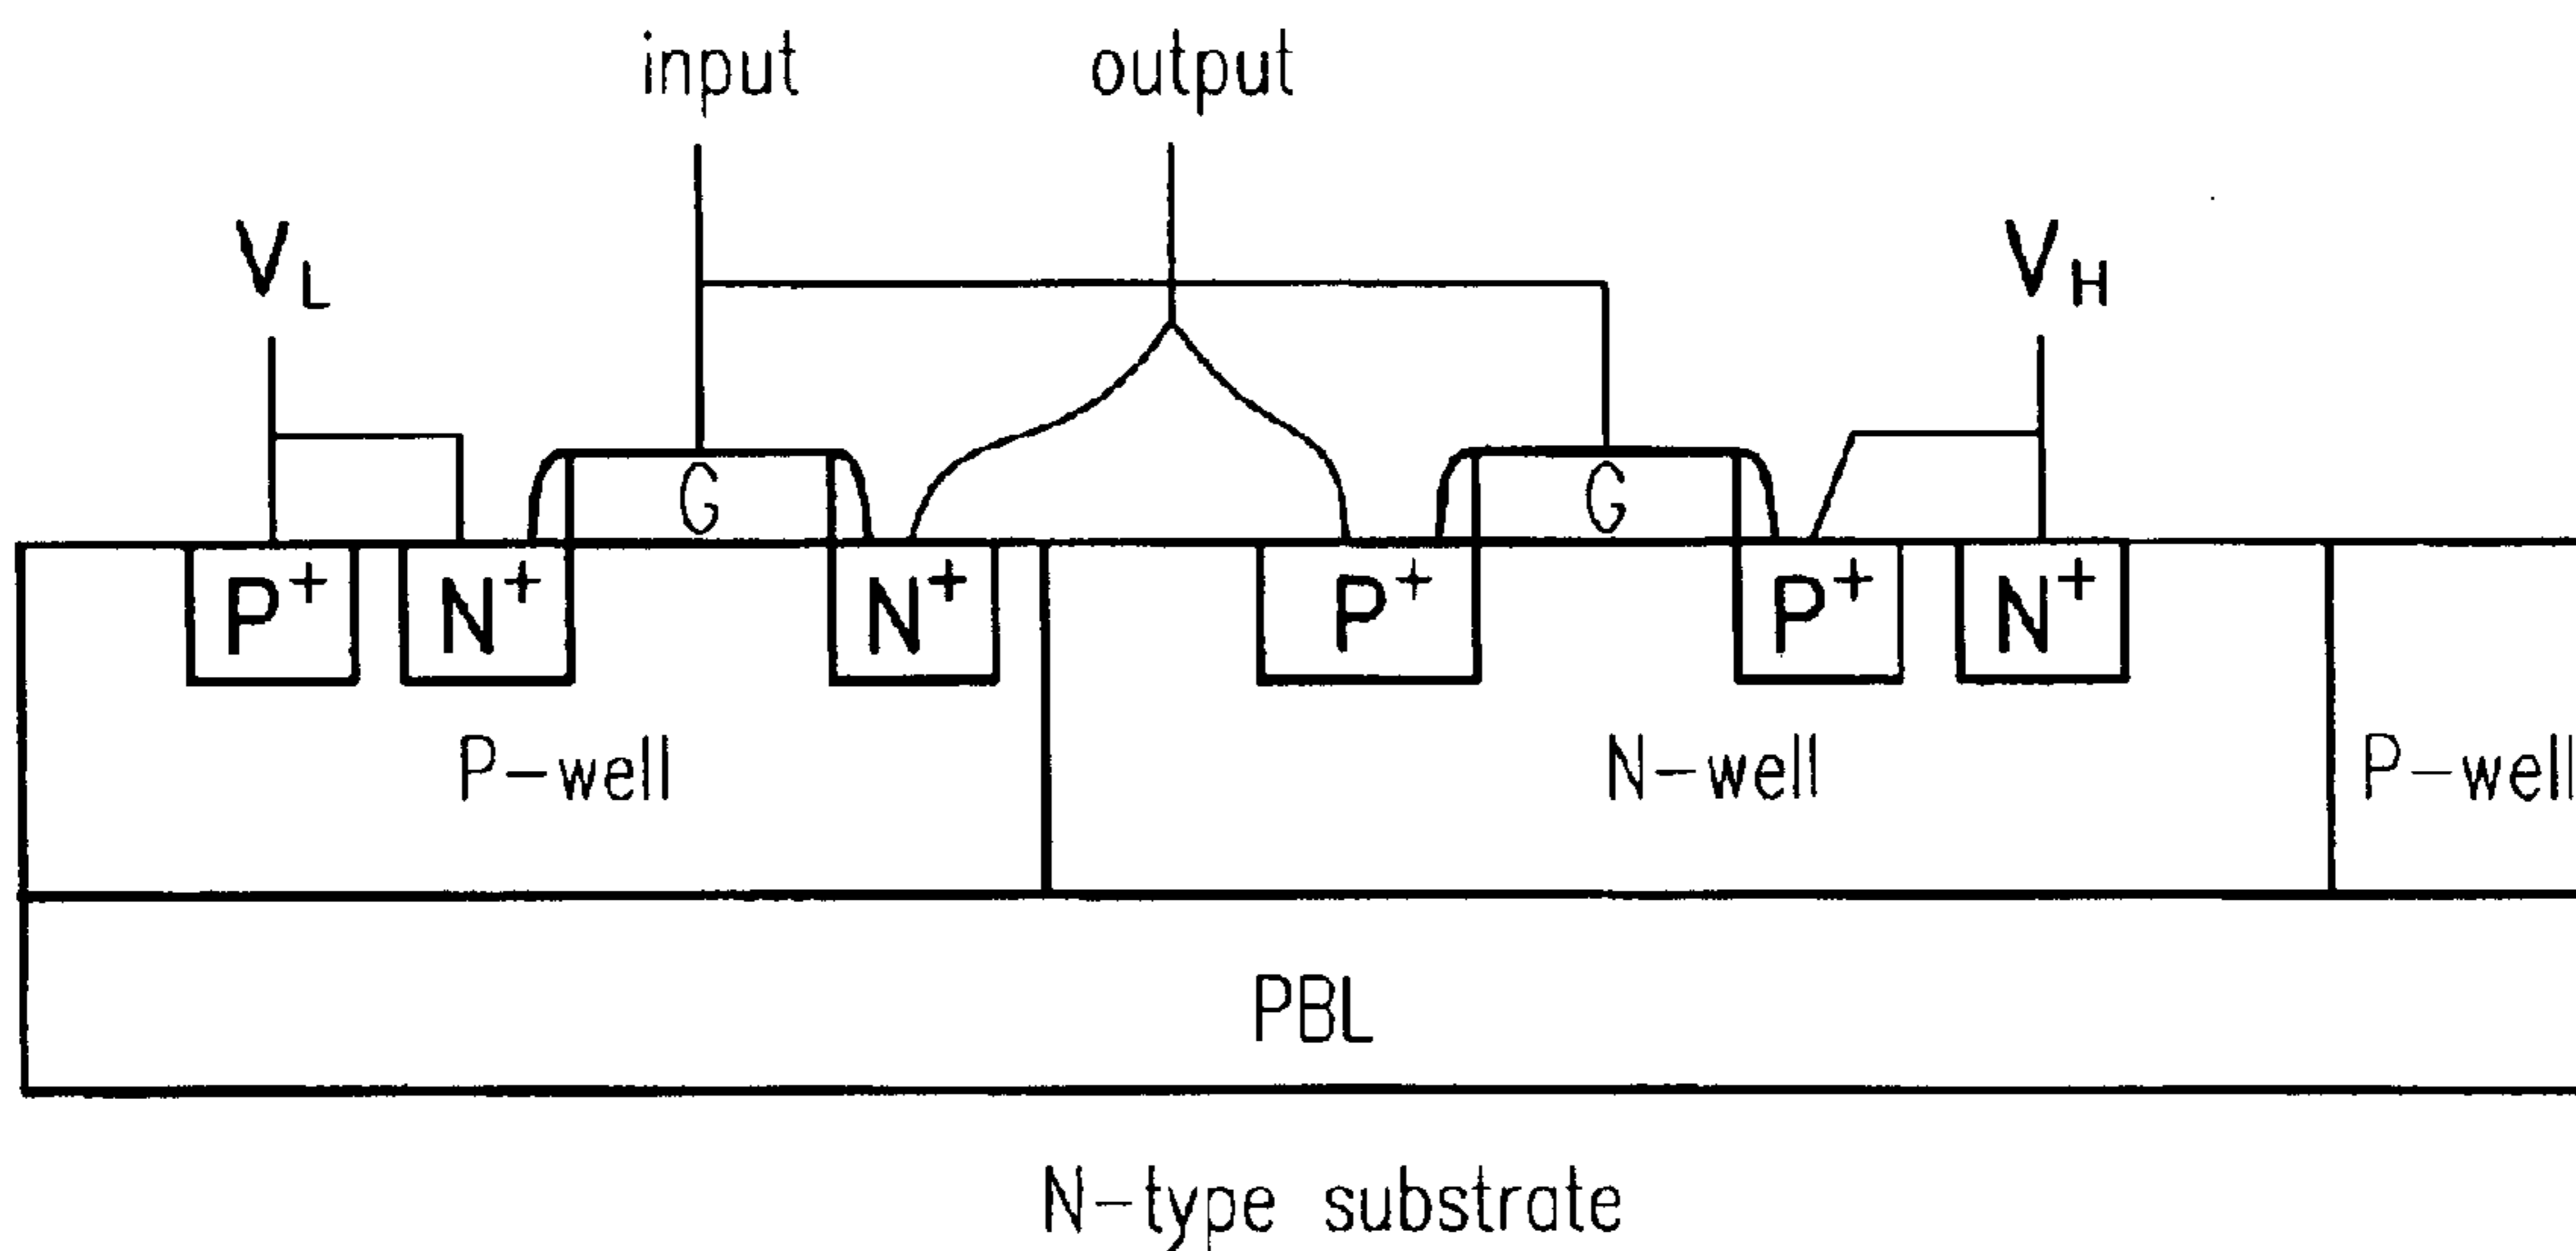 input output
V_L V_H
G G
P⁺ N⁺ N⁺ P⁺ P⁺ N⁺
P-well N-well P-well
PBL
N-type substrate